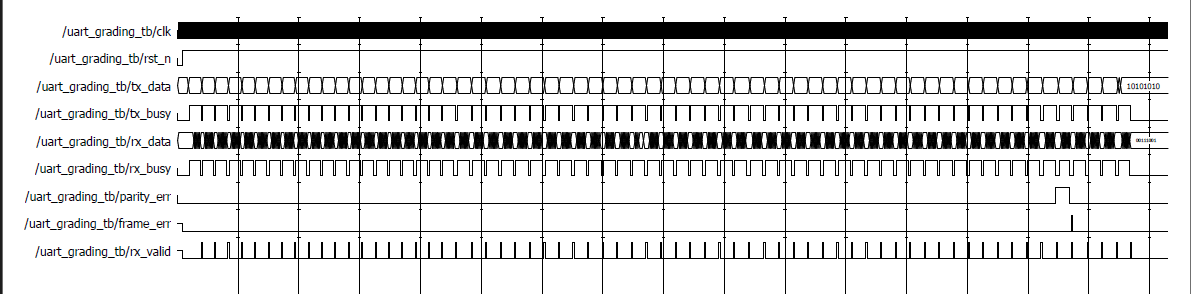 /uart_grading_tb/clk
/uart_grading_tb/rst_n
/uart_grading_tb/tx_data
10101010
/uart_grading_tb/tx_busy
/uart_grading_tb/rx_data
/uart_grading_tb/rx_busy
/uart_grading_tb/parity_err
/uart_grading_tb/frame_err
/uart_grading_tb/rx_valid